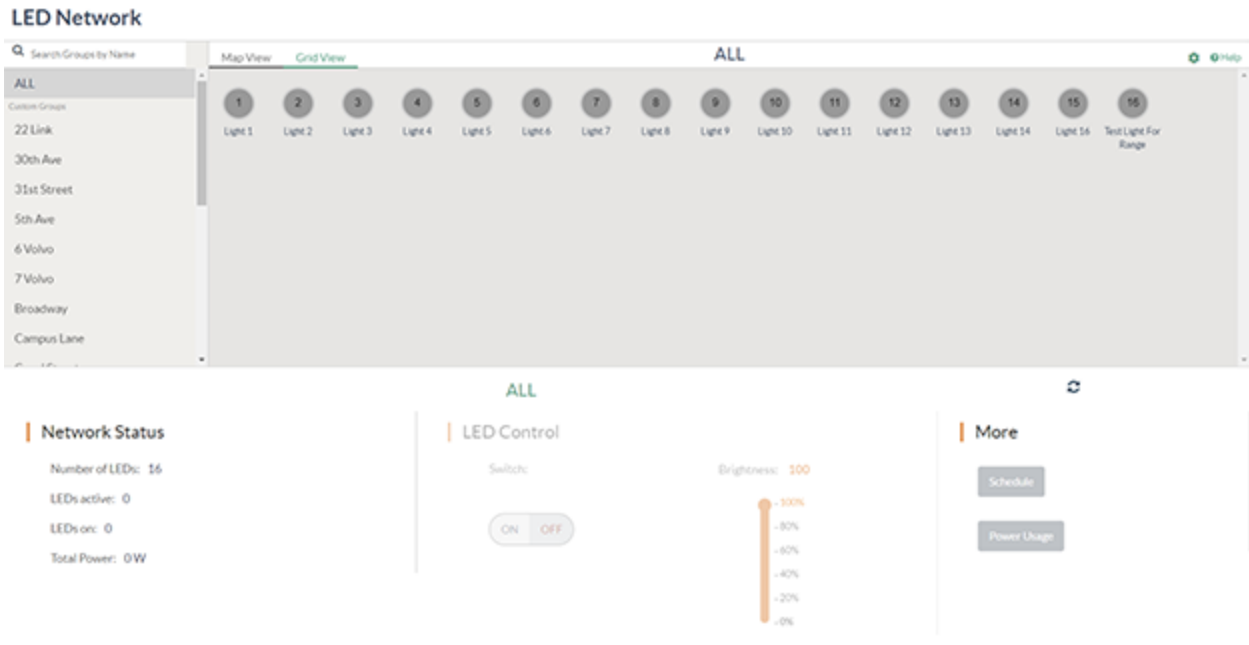 LED Network
Search Groups by Name
Map View Grid View
ALL
Help
ALL
Custom Groups
22 Link
30th Ave
31st Street
5th Ave
6 Volvo
7 Volvo
Broadway
Campus Lane
1 2 3 4 5 6 7 8 9 10 11 12 13 14 15 16
Light 1 Light 2 Light 3 Light 4 Light 5 Light 6 Light 7 Light 8 Light 9 Light 10 Light 11 Light 12 Light 13 Light 14 Light 16 Test Light For
Range
ALL
Network Status
Number of LEDs: 16
LEDs active: 0
LEDs on: 0
Total Power: 0 W
LED Control
Switch:
ON OFF
Brightness: 100
- 100%
- 80%
- 60%
- 40%
- 20%
- 0%
More
Schedule
Power Usage